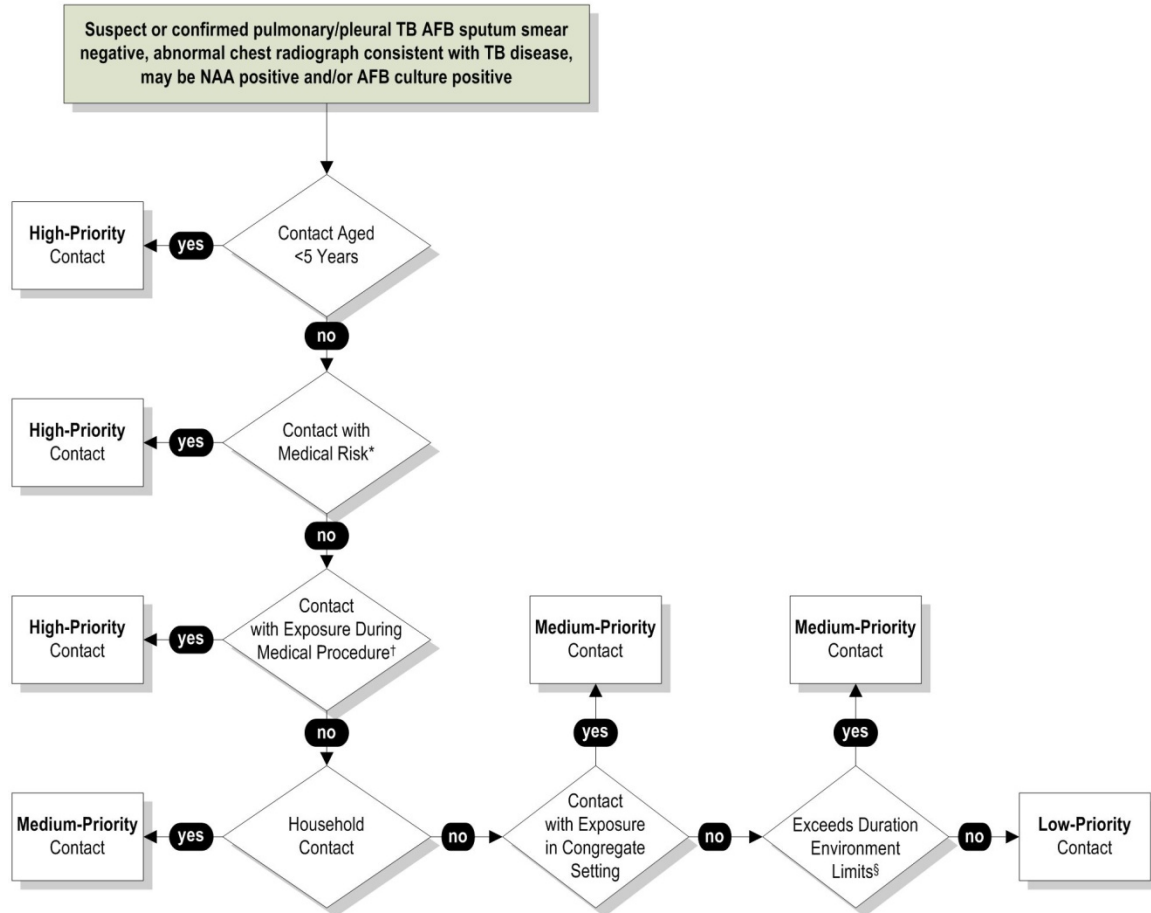 Suspect or confirmed pulmonary/pleural TB AFB sputum smear
negative, abnormal chest radiograph consistent with TB disease,
may be NAA positive and/or AFB culture positive
High-Priority
Contact
yes
Contact Aged
<5 Years
no
High-Priority
Contact
yes
Contact with
Medical Risk*
no
High-Priority
Contact
yes
Contact
with Exposure During
Medical Procedure†
no
Medium-Priority
Contact
yes
Household
Contact
no
Medium-Priority
Contact
yes
Contact
with Exposure
in Congregate
Setting
no
Medium-Priority
Contact
yes
Exceeds Duration
Environment
Limits§
no
Low-Priority
Contact